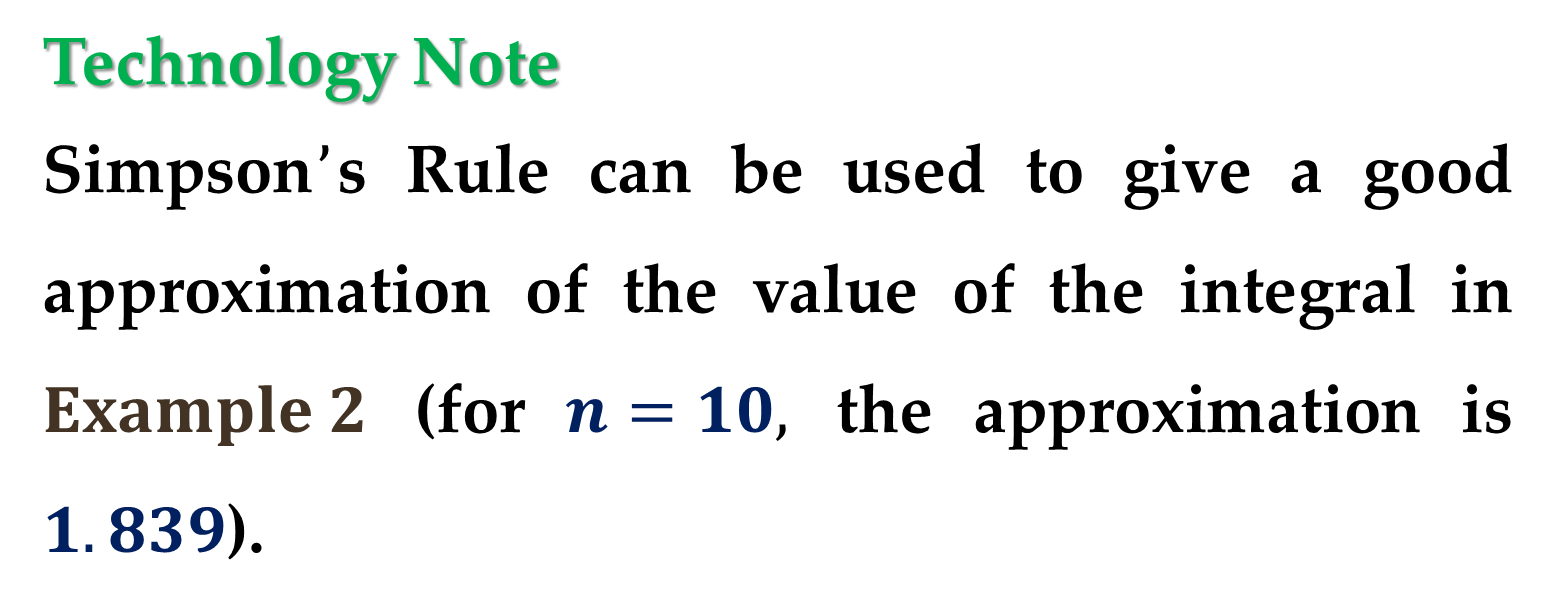 Technology Note
Simpson's Rule can be used to give a good
approximation of the value of the integral in
Example 2 (for n = 10, the approximation is
1.839).